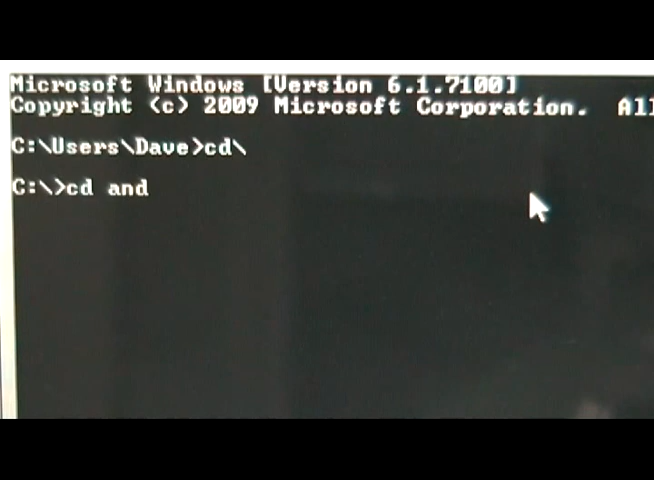 Microsoft Windows [Version 6.1.7100]
Copyright (c) 2009 Microsoft Corporation.  All
C:\Users\Dave>cd\
C:\>cd and